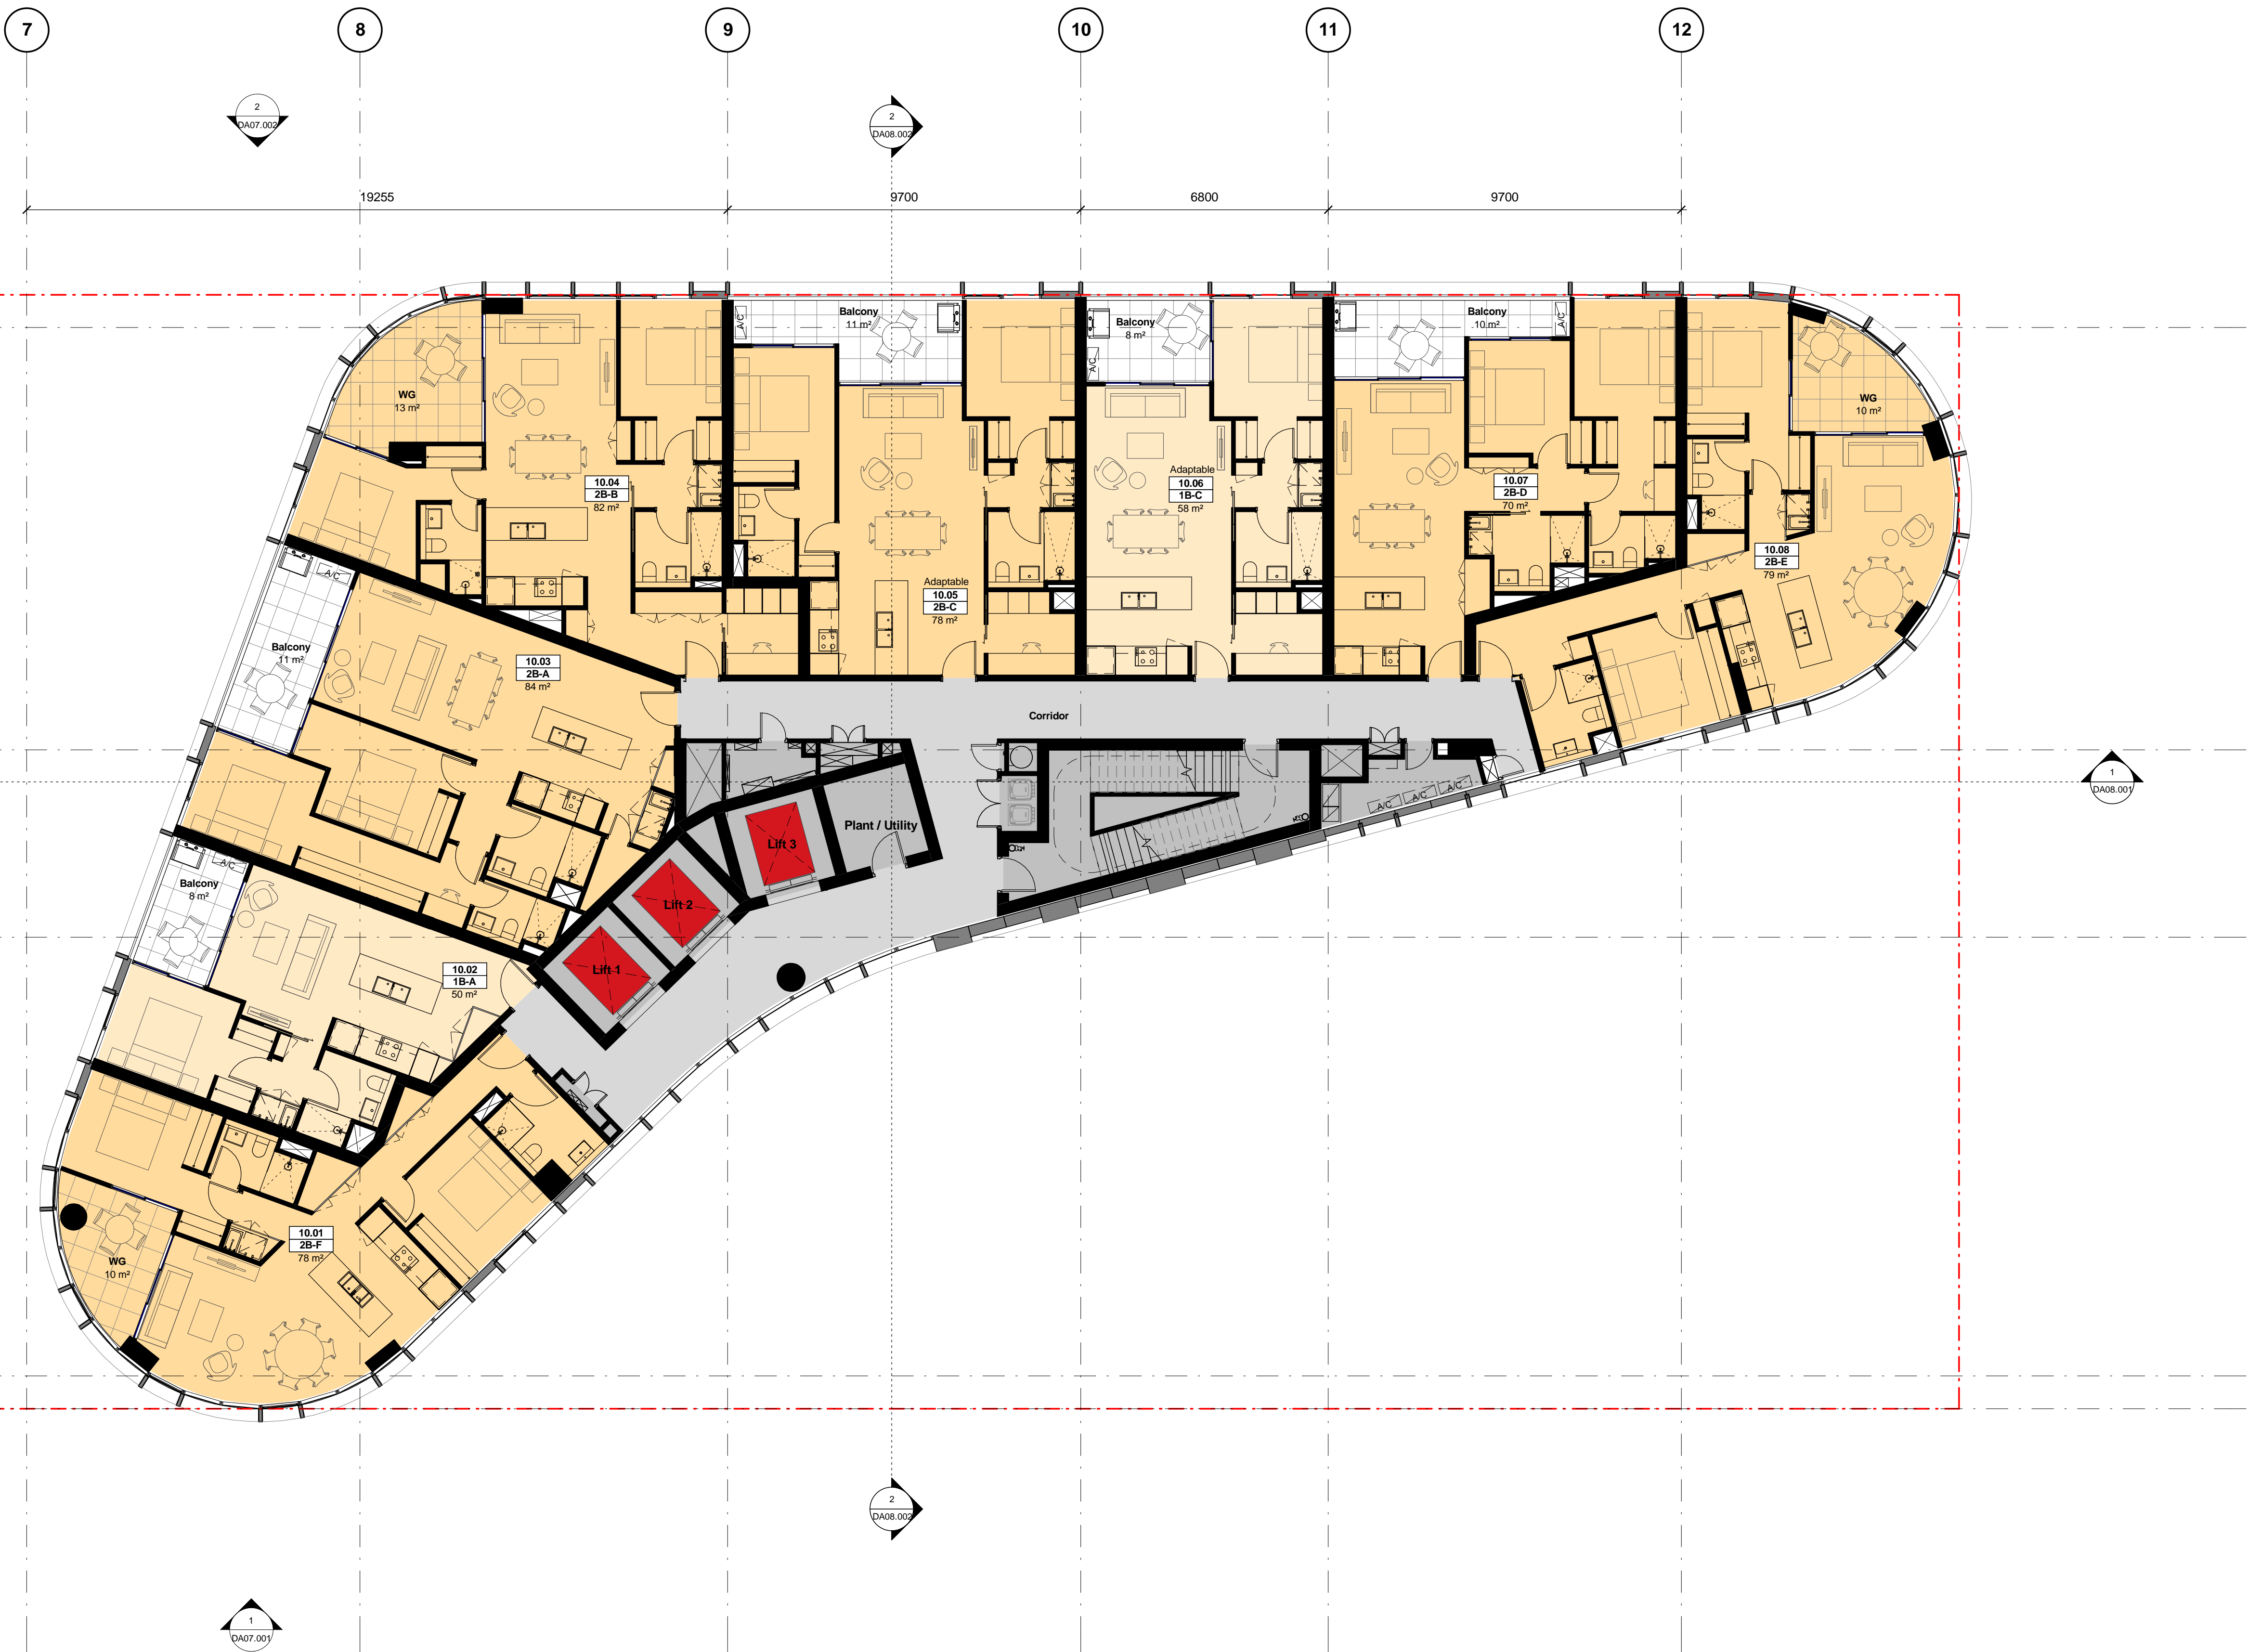 7
8
9
10
11
12
2
DA07.002
2
DA08.002
19255
9700
6800
9700
WG
13 m²
10.04
2B-B
82 m²
A/C
Balcony
11 m²
Adaptable
10.05
2B-C
78 m²
Balcony
8 m²
A/C
Adaptable
10.06
1B-C
58 m²
Balcony
10 m²
A/C
10.07
2B-D
70 m²
WG
10 m²
10.08
2B-E
79 m²
A/C
Balcony
11 m²
10.03
2B-A
84 m²
Corridor
Plant / Utility
Lift 3
Lift 2
Lift 1
A/C
A/C
A/C
1
DA08.001
A/C
Balcony
8 m²
10.02
1B-A
50 m²
10.01
2B-F
78 m²
WG
10 m²
2
DA08.002
1
DA07.001